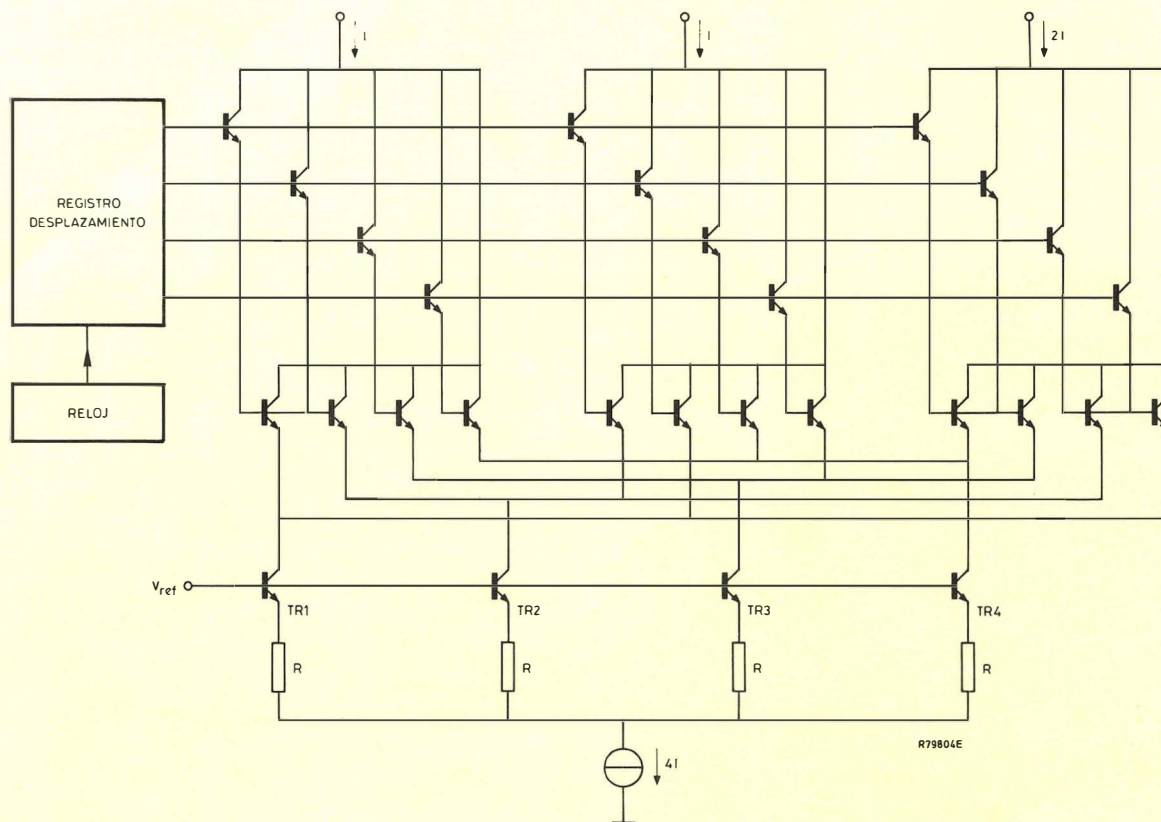 I
I
2I
REGISTRO
DESPLAZAMIENTO
RELOJ
Vref
TR1
TR2
TR3
TR4
R
R
R
R
R79804E
4I